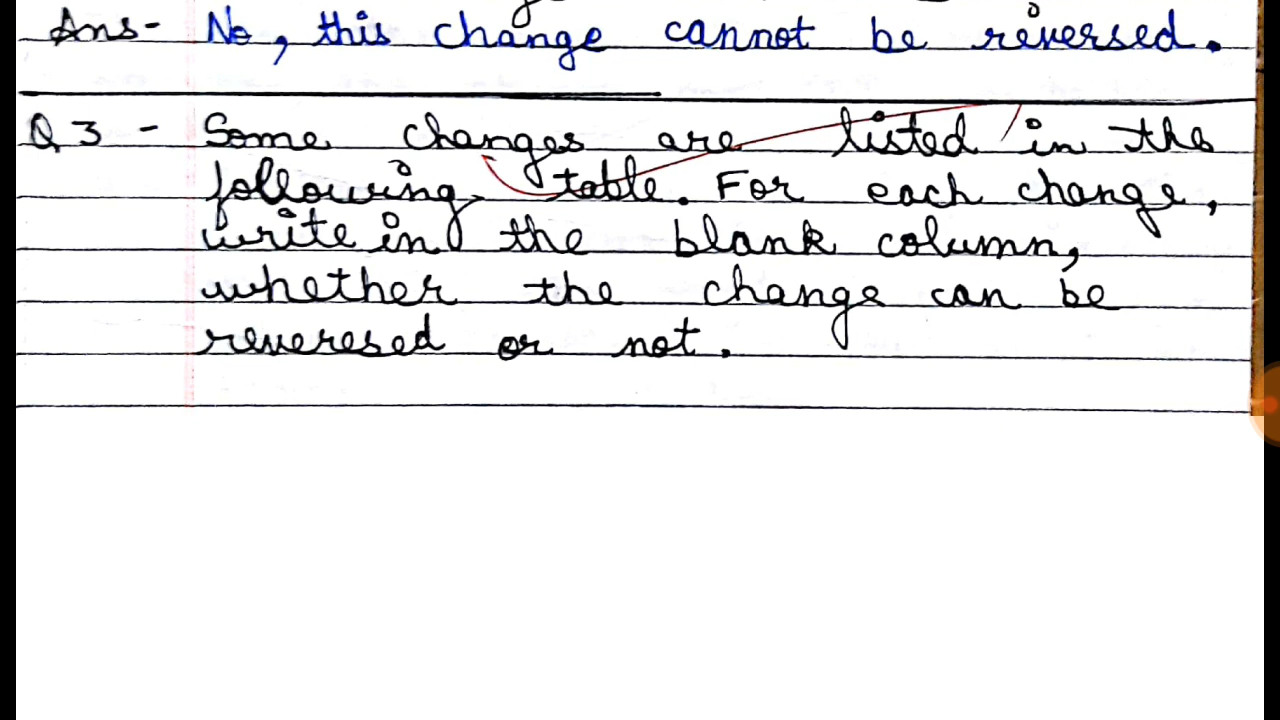 Ans- No, this change cannot be reversed.
Q3 - Some changes are listed in the
following table. For each change,
write in the blank column,
whether the change can be
reveresed or not.